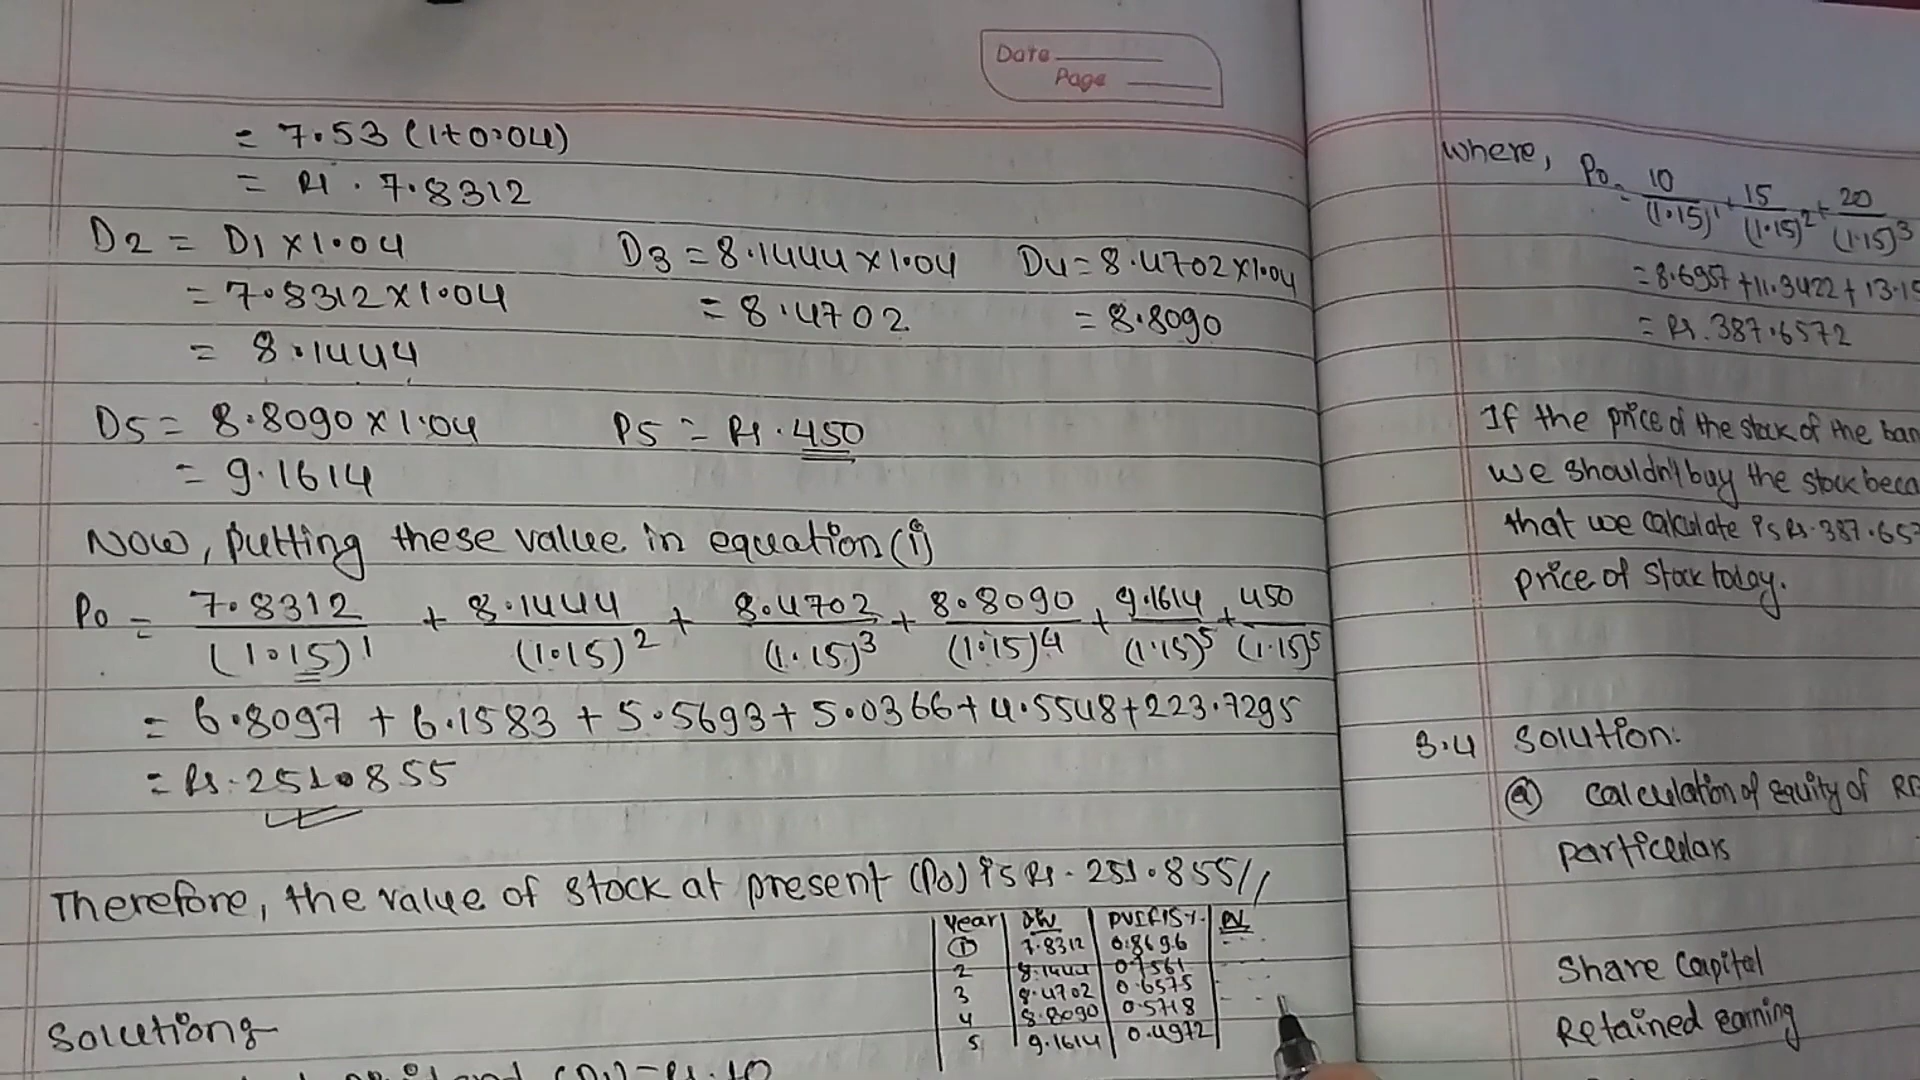 Date
Page
= 7.53 (1+0.04)
= Rs. 7.8312
D2 = D1 x 1.04 D3 = 8.1444 x 1.04 D4 = 8.4702 x 1.04
= 7.8312 x 1.04 = 8.4702 = 8.8090
= 8.1444
D5 = 8.8090 x 1.04 P5 = Rs. 450
= 9.1614
Now, putting these value in equation (i)
P0 = 7.8312/(1.15)^1 + 8.1444/(1.15)^2 + 8.4702/(1.15)^3 + 8.8090/(1.15)^4 + 9.1614/(1.15)^5 + 450/(1.15)^5
= 6.8097 + 6.1583 + 5.5693 + 5.0366 + 4.5548 + 223.7295
= Rs. 251.855
Therefore, the value of stock at present (P0) is Rs. 251.855//
Year Div PVIF15%. PV
1 7.8312 0.8696
2 8.1444 0.7561
3 8.4702 0.6575
4 8.8090 0.5718
5 9.1614 0.4972
Solution:
= Rs. 10
where, P0 = 10/(1.15)^1 + 15/(1.15)^2 + 20/(1.15)^3
= 8.6957 + 11.3422 + 13.15
= Rs. 387.6572
If the price of the stock of the ban
we shouldn't buy the stock beca
that we calculate is Rs. 387.657
price of stock today.
3.4 Solution:
(a) Calculation of equity of
particulars
Share Capital
Retained earning